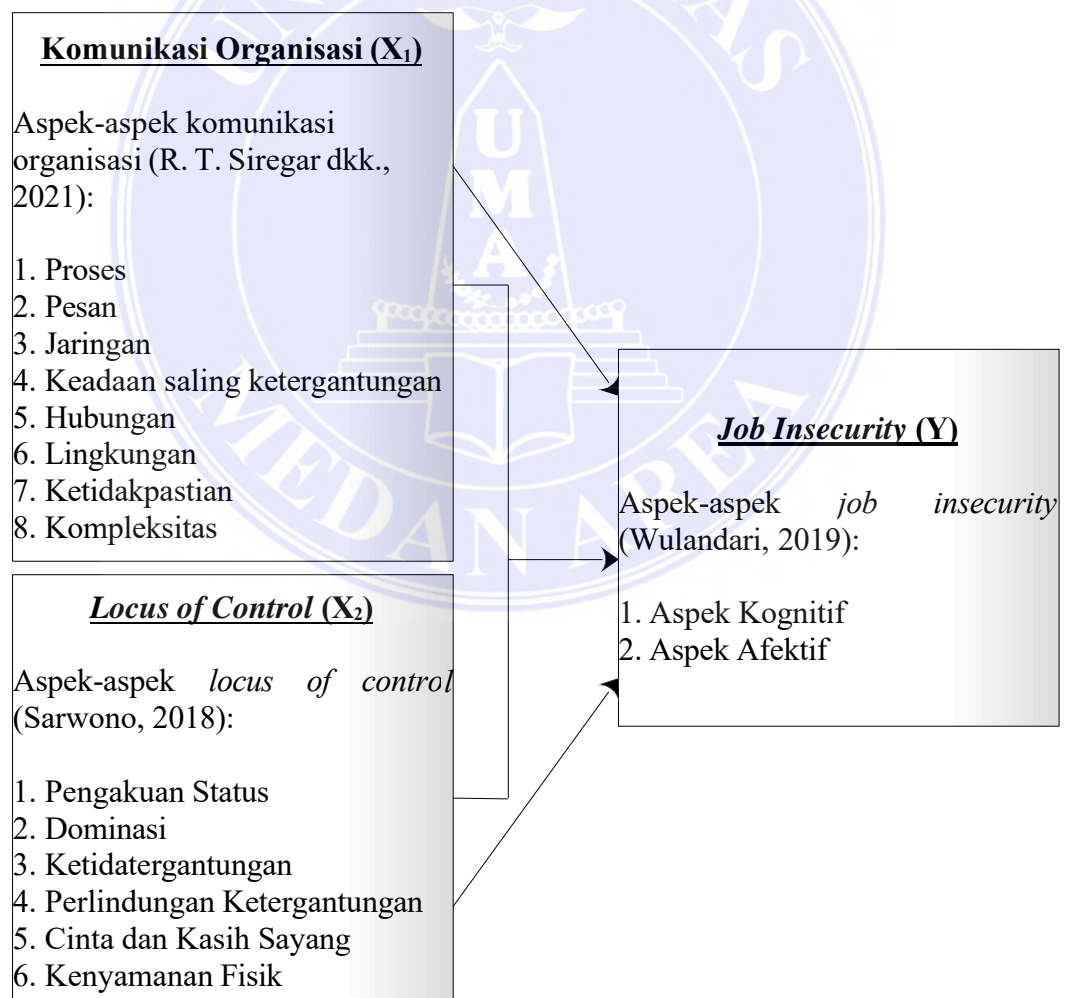 Komunikasi Organisasi (X₁)
Aspek-aspek komunikasi
organisasi (R. T. Siregar dkk.,
2021):
1. Proses
2. Pesan
3. Jaringan
4. Keadaan saling ketergantungan
5. Hubungan
6. Lingkungan
7. Ketidakpastian
8. Kompleksitas
Locus of Control (X₂)
Aspek-aspek locus of control
(Sarwono, 2018):
1. Pengakuan Status
2. Dominasi
3. Ketidatergantungan
4. Perlindungan Ketergantungan
5. Cinta dan Kasih Sayang
6. Kenyamanan Fisik
Job Insecurity (Y)
Aspek-aspek job insecurity
(Wulandari, 2019):
1. Aspek Kognitif
2. Aspek Afektif
UMA
MEDAN AREA